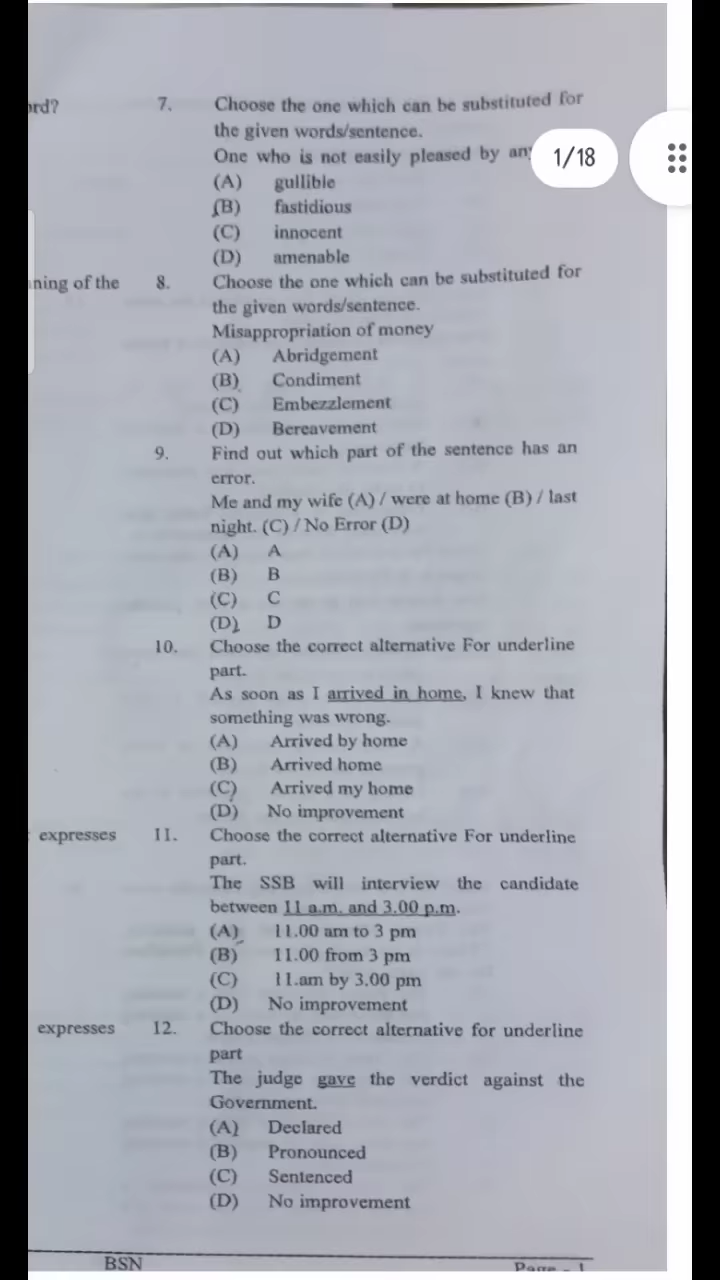 ord?
7. Choose the one which can be substituted for
the given words/sentence.
One who is not easily pleased by
1/18
(A) gullible
(B) fastidious
(C) innocent
(D) amenable
ning of the
8. Choose the one which can be substituted for
the given words/sentence.
Misappropriation of money
(A) Abridgement
(B) Condiment
(C) Embezzlement
(D) Bereavement
9. Find out which part of the sentence has an
error.
Me and my wife (A) / were at home (B) / last
night. (C) / No Error (D)
(A) A
(B) B
(C) C
(D) D
10. Choose the correct alternative For underline
part.
As soon as I arrived in home, I knew that
something was wrong.
(A) Arrived by home
(B) Arrived home
(C) Arrived my home
(D) No improvement
expresses
11. Choose the correct alternative For underline
part.
The SSB will interview the candidate
between 11 a.m. and 3.00 p.m.
(A) 11.00 am to 3 pm
(B) 11.00 from 3 pm
(C) 11.am by 3.00 pm
(D) No improvement
expresses
12. Choose the correct alternative for underline
part
The judge gave the verdict against the
Government.
(A) Declared
(B) Pronounced
(C) Sentenced
(D) No improvement
BSN
Page - 1